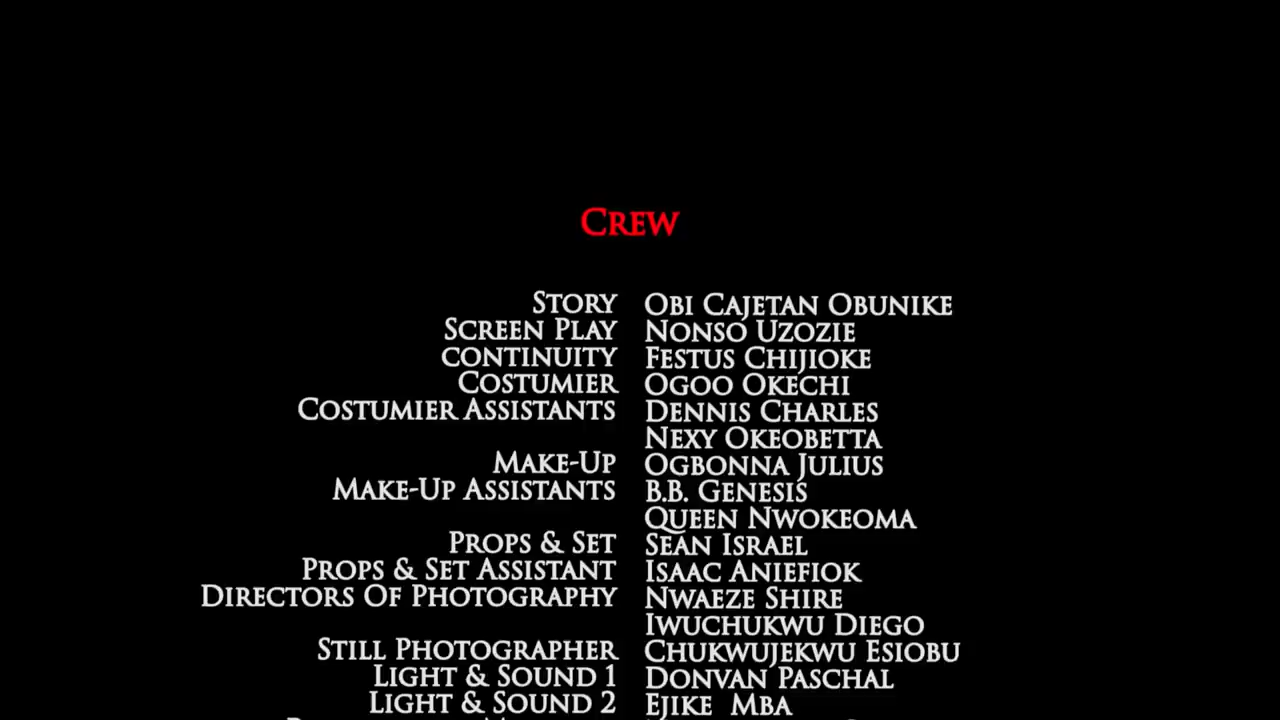 Crew
Story Obi Cajetan Obunike
Screen Play Nonso Uzozie
continuity Festus Chijioke
Costumier Ogoo Okechi
Costumier Assistants Dennis Charles
Nexy Okeobetta
Make-Up Ogbonna Julius
Make-Up Assistants B.B. Genesis
Queen Nwokeoma
Props & Set Sean Israel
Props & Set Assistant Isaac Aniefiok
Directors Of Photography Nwaeze Shire
Iwuchukwu Diego
Still Photographer Chukwujekwu Esiobu
Light & Sound 1 Donvan Paschal
Light & Sound 2 Ejike Mba